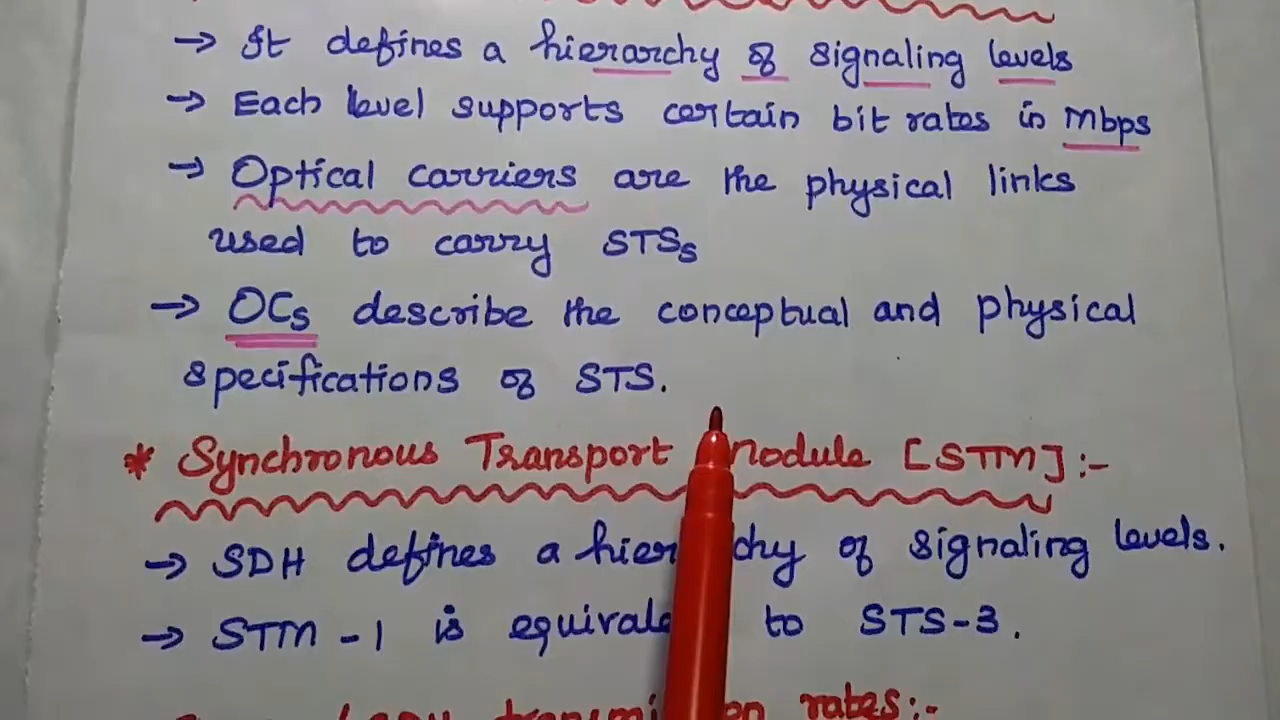 → It defines a hierarchy of signaling levels
→ Each level supports certain bit rates in Mbps
→ Optical carriers are the physical links
used to carry STSs
→ OCs describe the conceptual and physical
specifications of STS.
* Synchronous Transport Module [STM]:-
→ SDH defines a hierarchy of signaling levels.
→ STM-1 is equivale to STS-3.
transmission rates:-